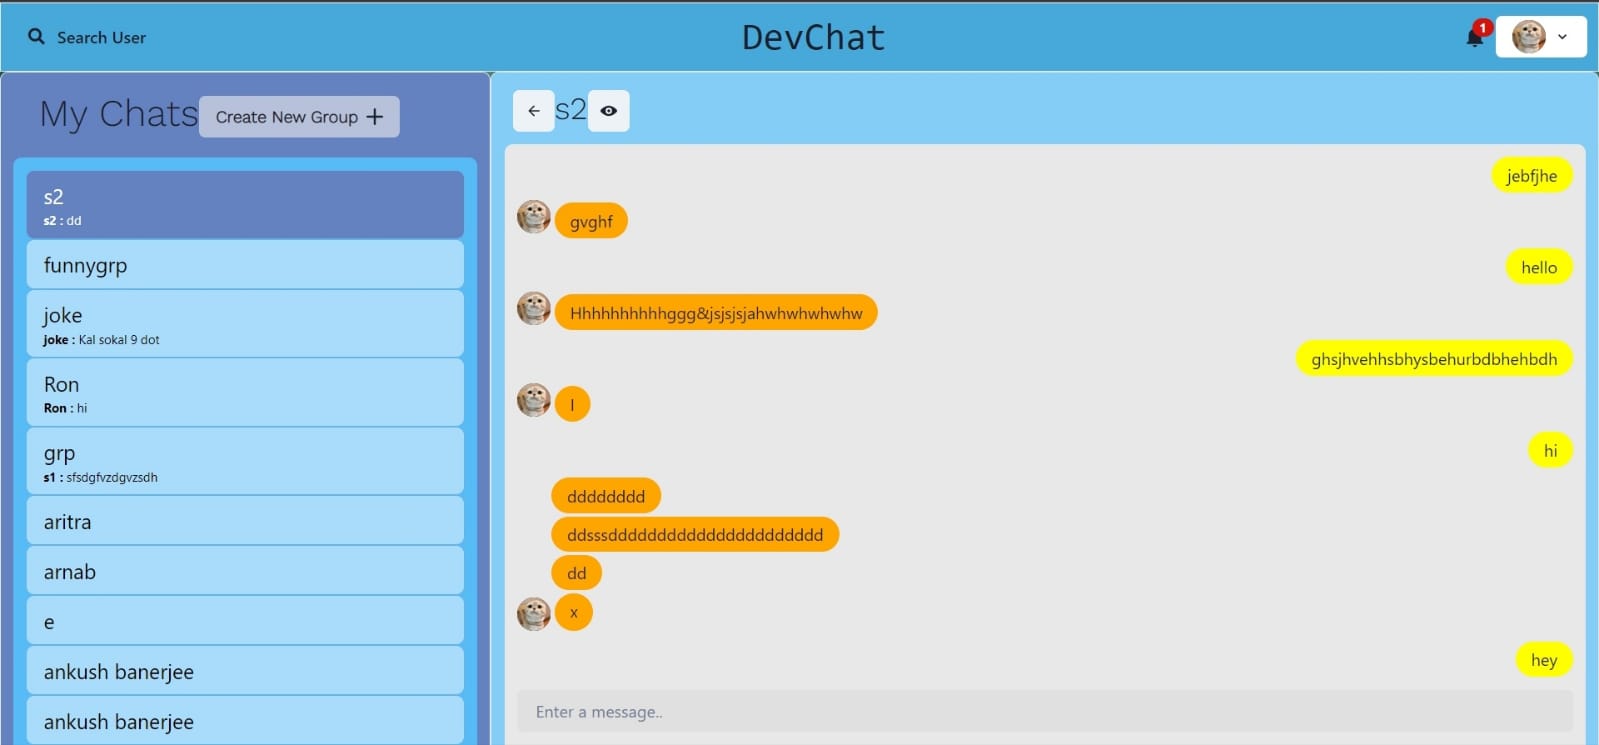 Search User
DevChat
1
My Chats
Create New Group
s2
s2 : dd
funnygrp
joke
joke : Kal sokal 9 dot
Ron
Ron : hi
grp
s1 : sfsdgfvzdgvzsdh
aritra
arnab
e
ankush banerjee
ankush banerjee
s2
jebfjhe
gvghf
hello
Hhhhhhhhhhggg&jsjsjsjahwhwhwhwhw
ghsjhvehhsbhysbehurbdbhehbdh
hi
dddddddd
dd
x
hey
Enter a message..